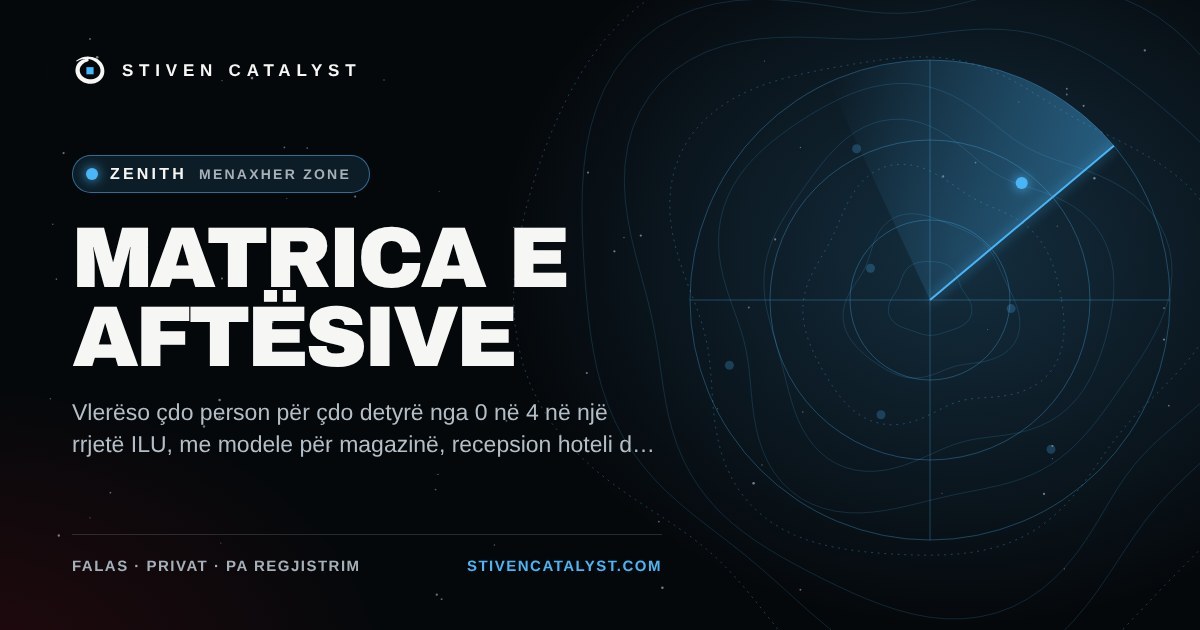 STIVEN CATALYST
ZENITH MENAXHER ZONE
MATRICA E
AFTËSIVE
Vlerëso çdo person për çdo detyrë nga 0 në 4 në një
rrjetë ILU, me modele për magazinë, recepsion hoteli d…
FALAS · PRIVAT · PA REGJISTRIM
STIVENCATALYST.COM